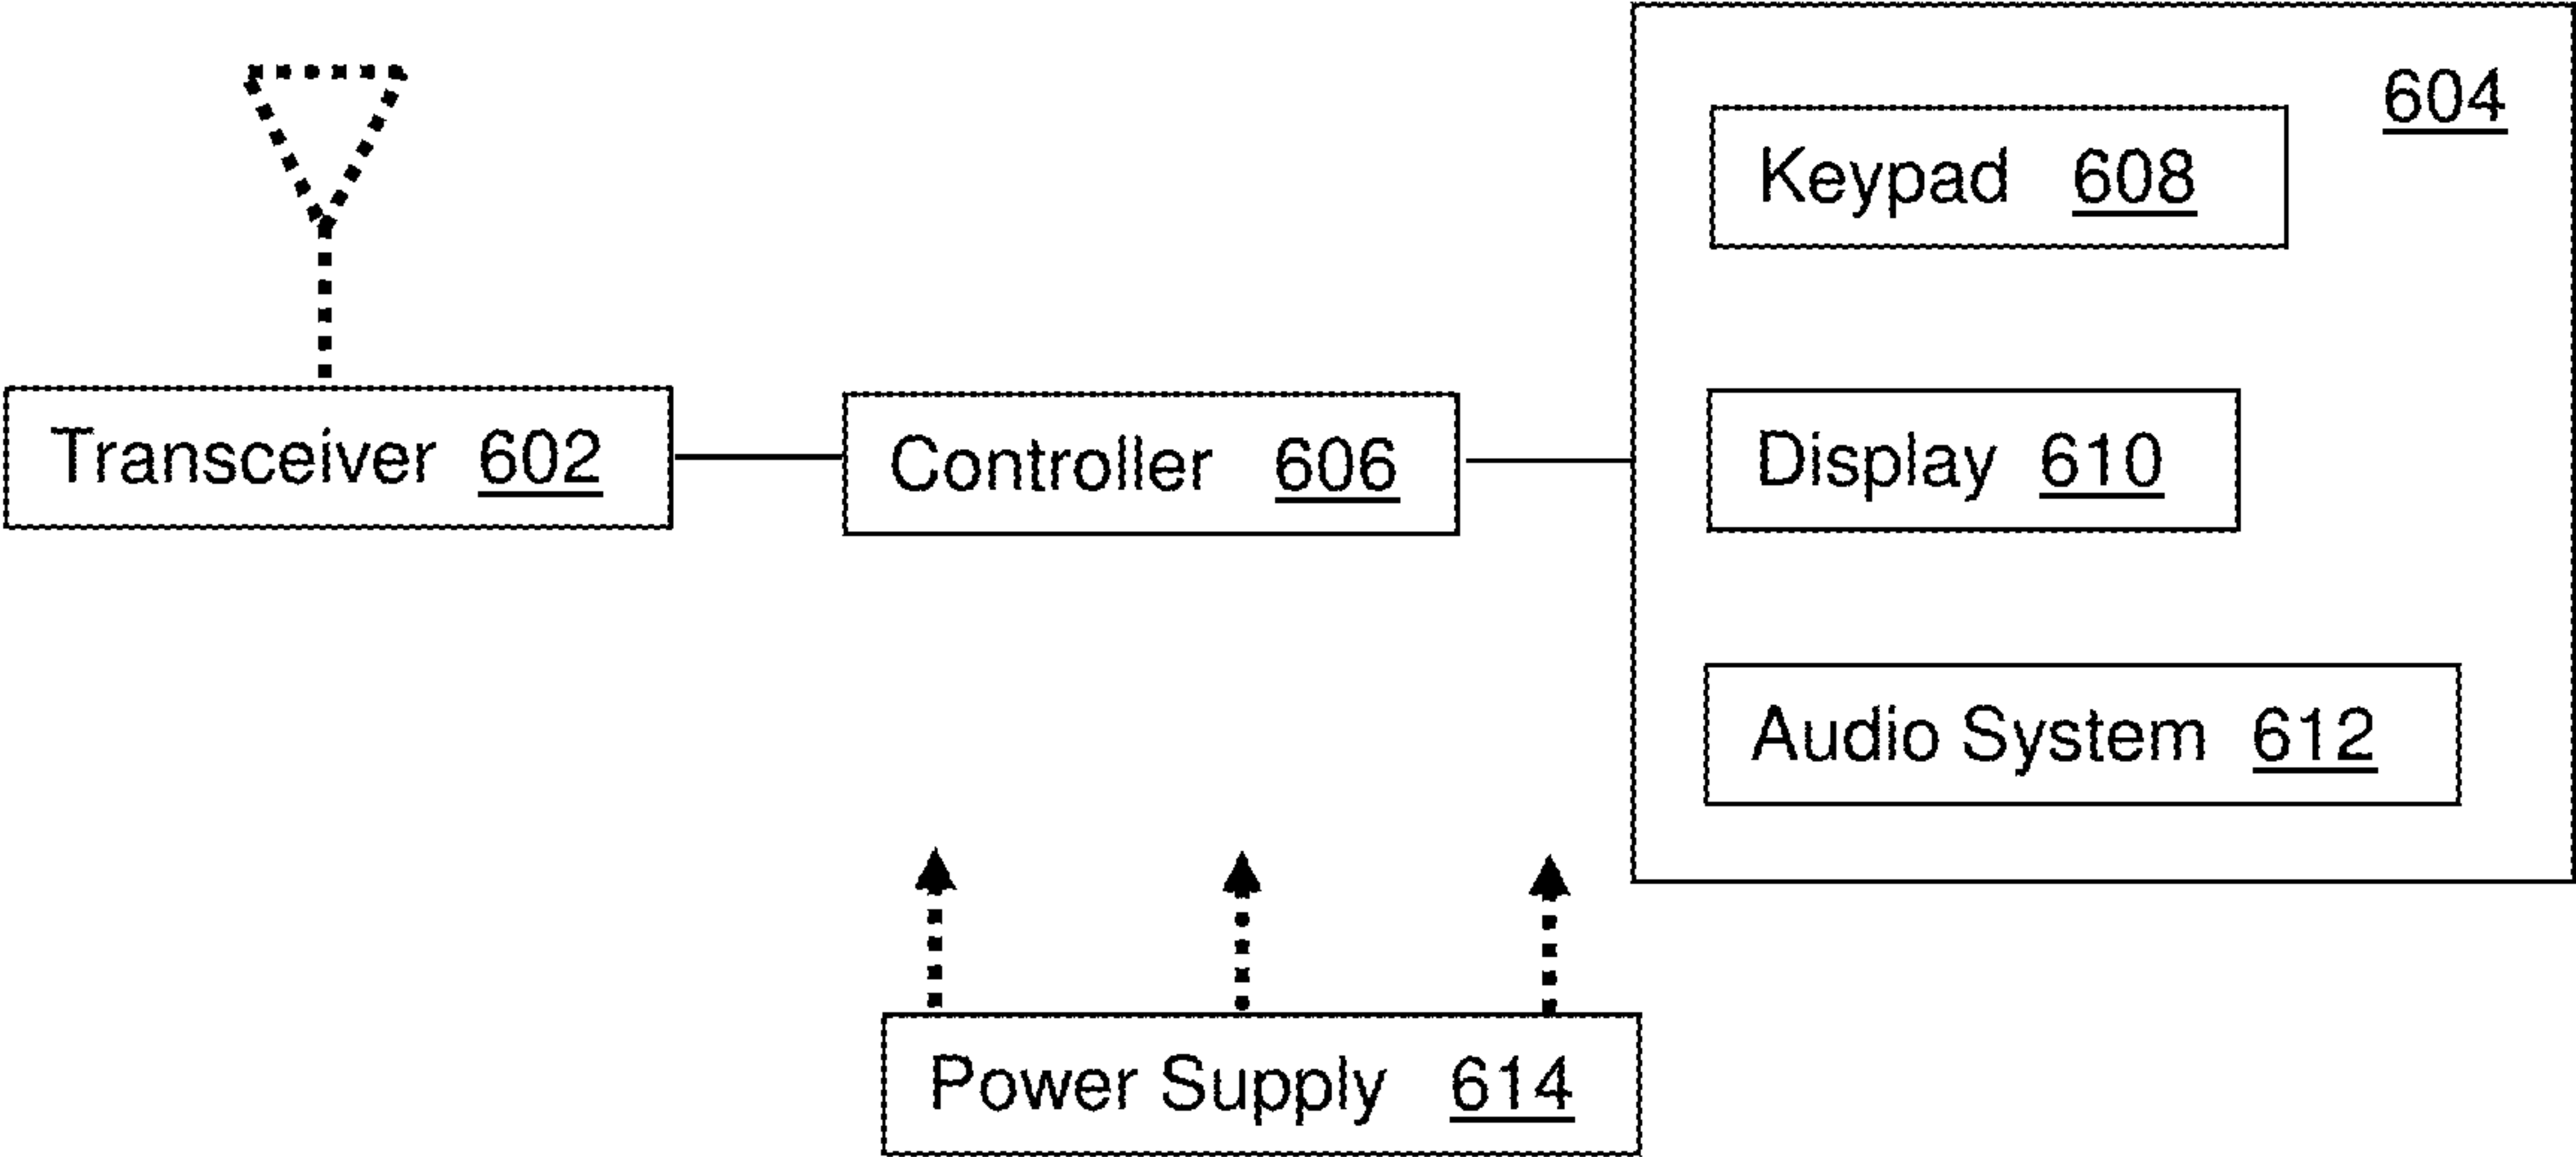 604
Keypad 608
Transceiver 602
Controller 606
Display 610
Audio System 612
Power Supply 614